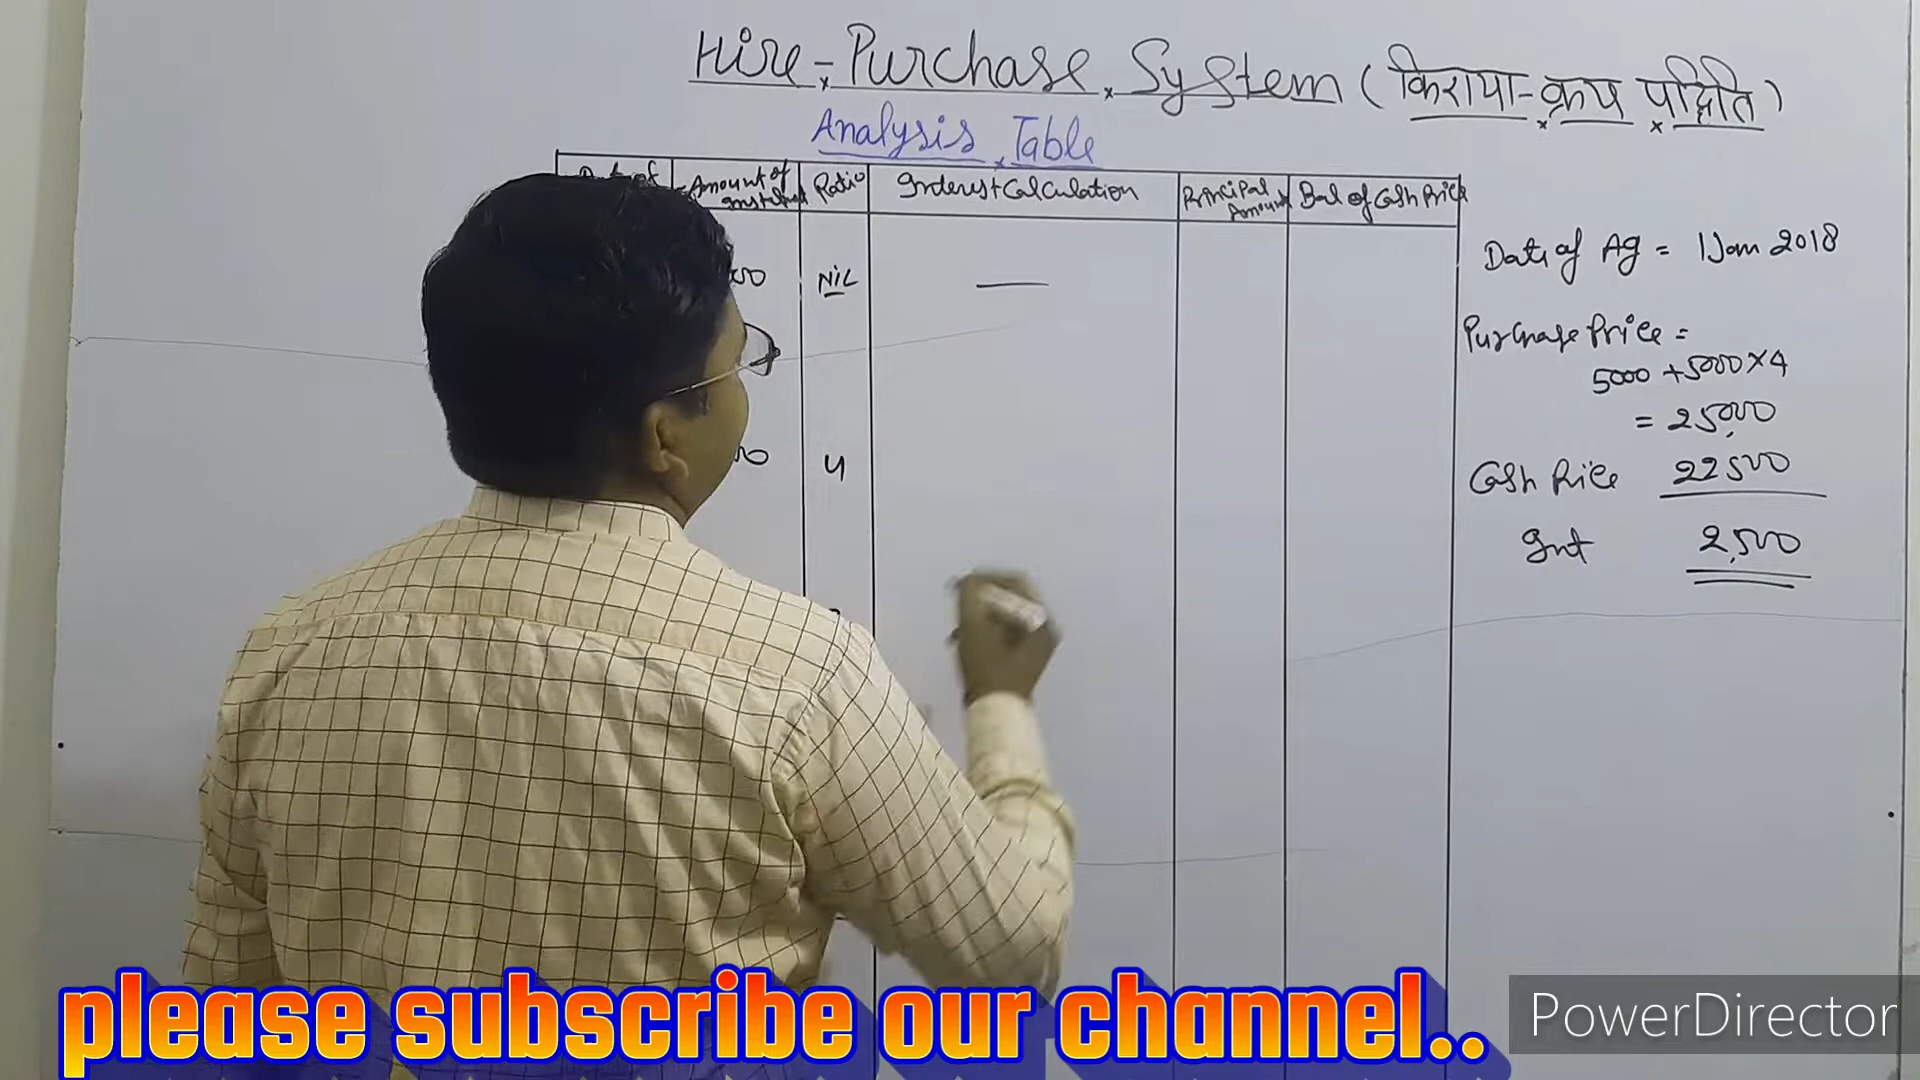 Hire-Purchase System (किराया-क्रय पद्धिति)
Analysis Table
Amount of Ratio Interest Calculation Principal Amount Bal of Cash Price
00 NiL —
Date of Ag = 1 Jan 2018
Purchase Price =
5000 + 5000 x 4
= 25,000
00 4
Cash Price 22500
Int 2,500
please subscribe our channel..
PowerDirector